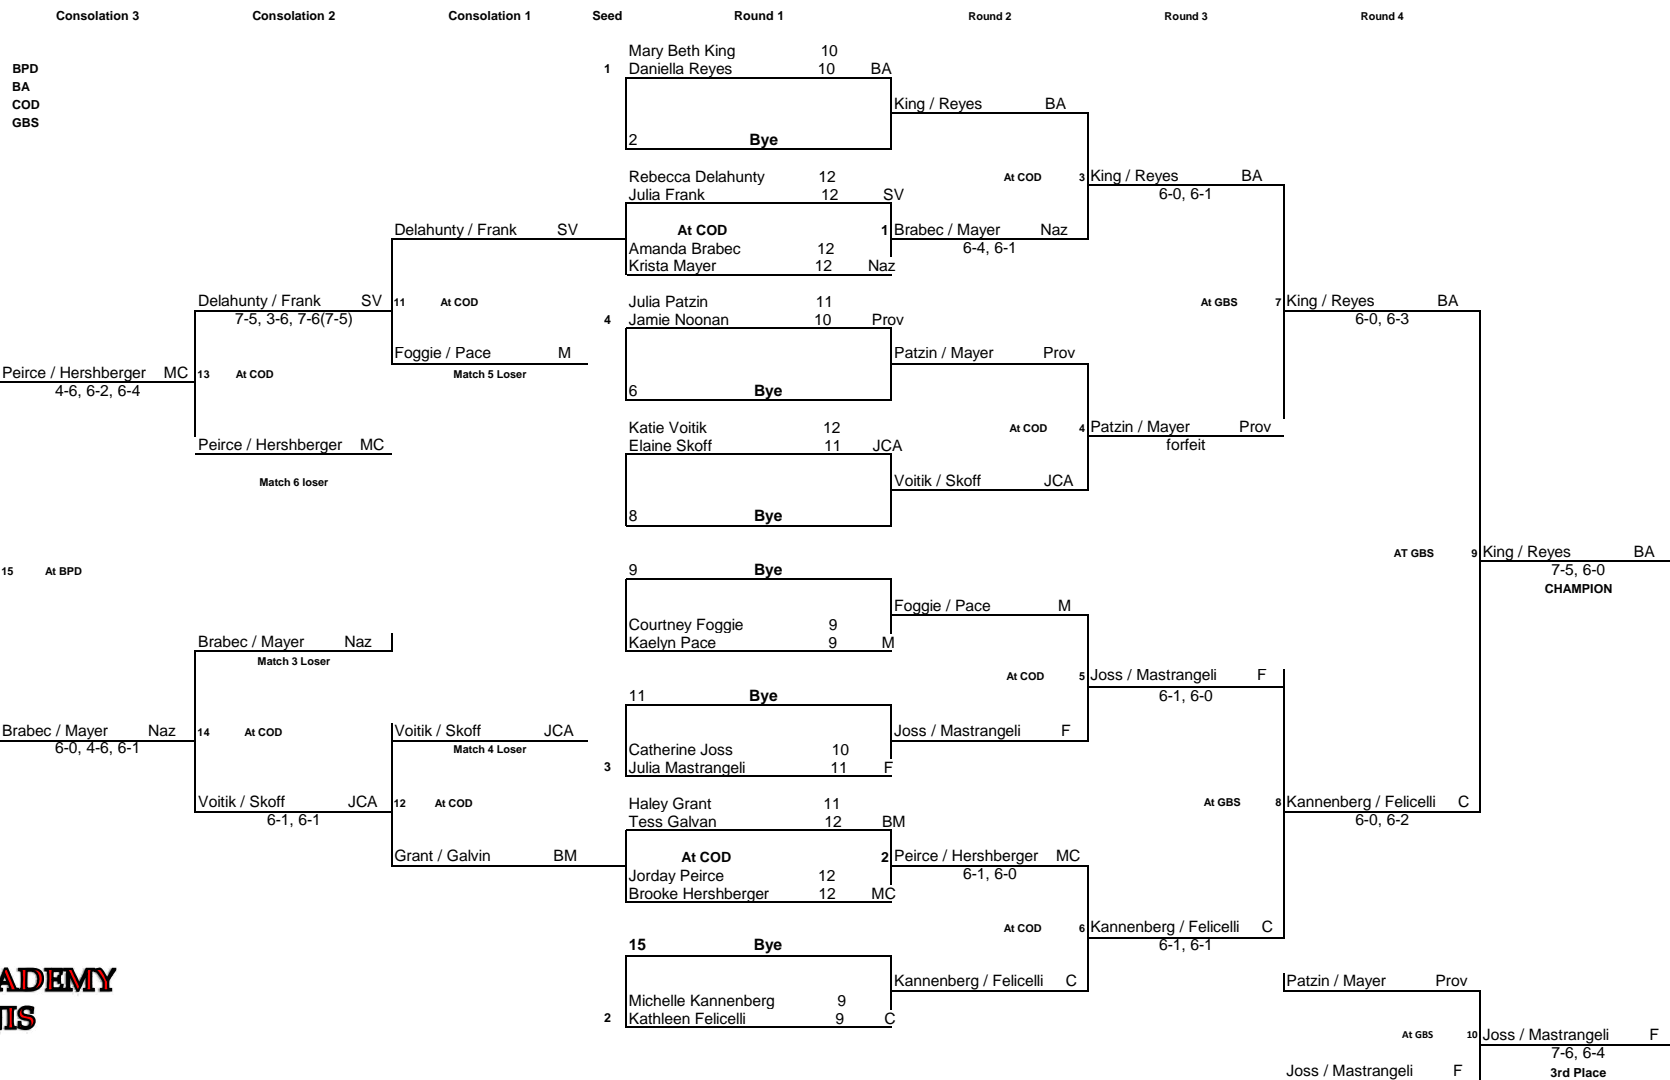 Consolation 3 Consolation 2 Consolation 1 Seed Round 1 Round 2 Round 3 Round 4
Mary Beth King 10
BPD
1 Daniella Reyes 10 BA
BA
COD King / Reyes BA
GBS
2 Bye
Rebecca Delahunty 12
At COD 3 King / Reyes BA
Julia Frank 12 SV
6-0, 6-1
Delahunty / Frank SV At COD 1 Brabec / Mayer Naz
Amanda Brabec 12 6-4, 6-1
Krista Mayer 12 Naz
Delahunty / Frank SV 11 At COD Julia Patzin 11 At GBS 7 King / Reyes BA
7-5, 3-6, 7-6(7-5) 4 Jamie Noonan 10 Prov 6-0, 6-3
Foggie / Pace M Patzin / Mayer Prov
Peirce / Hershberger MC 13 At COD Match 5 Loser
4-6, 6-2, 6-4 6 Bye
Katie Voitik 12 At COD 4 Patzin / Mayer Prov
Peirce / Hershberger MC Elaine Skoff 11 JCA forfeit
Match 6 loser Voitik / Skoff JCA
8 Bye
AT GBS 9 King / Reyes BA
15 At BPD 9 Bye 7-5, 6-0
CHAMPION
Foggie / Pace M
Courtney Foggie 9
Brabec / Mayer Naz Kaelyn Pace 9 M
Match 3 Loser
At COD 5 Joss / Mastrangeli F
11 Bye 6-1, 6-0
Brabec / Mayer Naz 14 At COD Voitik / Skoff JCA Joss / Mastrangeli F
6-0, 4-6, 6-1 Match 4 Loser Catherine Joss 10
3 Julia Mastrangeli 11 F
Voitik / Skoff JCA 12 At COD Haley Grant 11 At GBS 8 Kannenberg / Felicelli C
6-1, 6-1 Tess Galvan 12 BM 6-0, 6-2
Grant / Galvin BM At COD 2 Peirce / Hershberger MC
Jorday Peirce 12 6-1, 6-0
Brooke Hershberger 12 MC
At COD 6 Kannenberg / Felicelli C
15 Bye 6-1, 6-1
ADEMY Kannenberg / Felicelli C Patzin / Mayer Prov
Michelle Kannenberg 9
2 Kathleen Felicelli 9 C
At GBS 10 Joss / Mastrangeli F
7-6, 6-4
Joss / Mastrangeli F 3rd Place